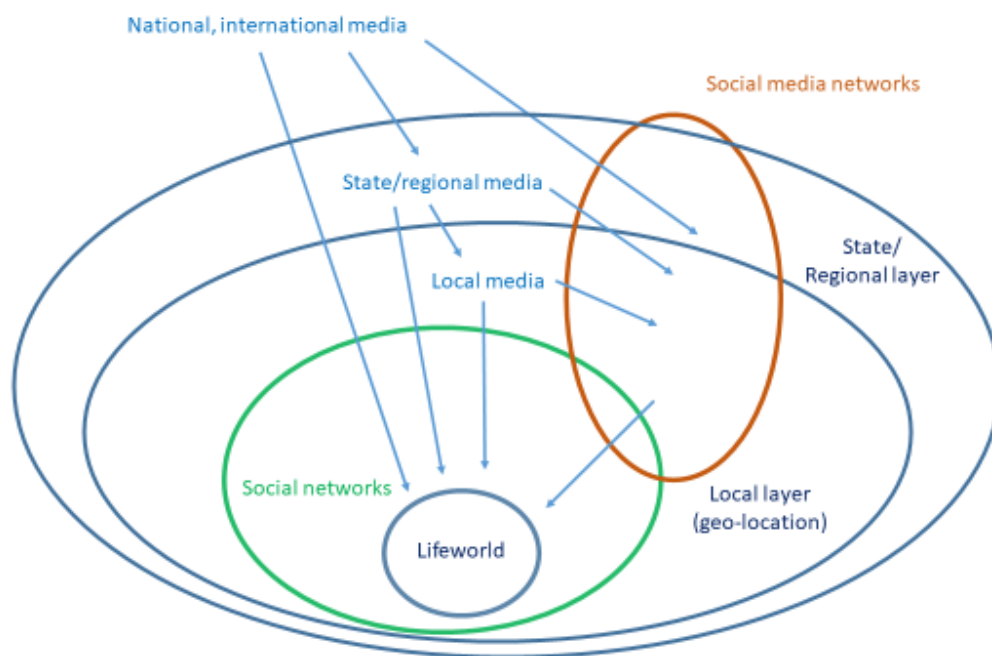 National, international media
Social media networks
State/regional media
State/
Regional layer
Local media
Social networks
Local layer
(geo-location)
Lifeworld